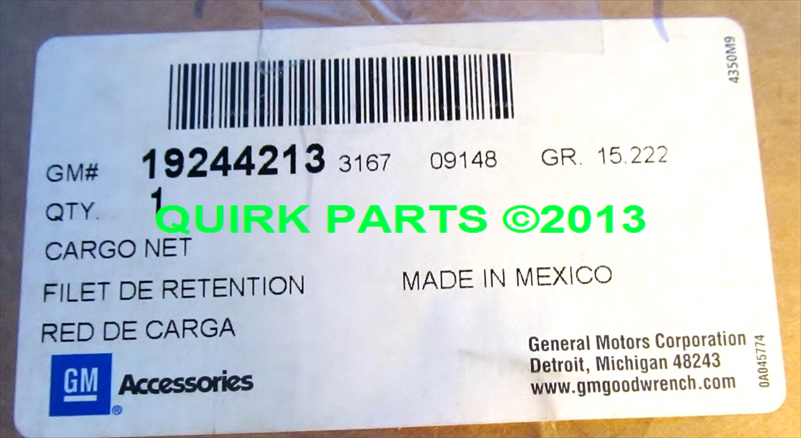 4350M9
GM# 19244213 3167 09148 GR. 15.222
QTY. 1
QUIRK PARTS ©2013
CARGO NET
FILET DE RETENTION MADE IN MEXICO
RED DE CARGA
General Motors Corporation
Detroit, Michigan 48243
www.gmgoodwrench.com
0A045774
GM ® Accessories